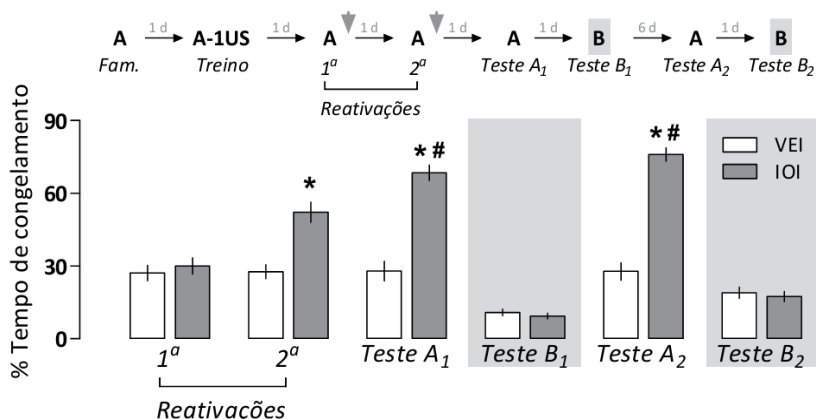 1 d 1 d 1 d 1 d 1 d 6 d 1 d
A A-1US A A A B A B
Fam. Treino 1ª 2ª Teste A1 Teste B1 Teste A2 Teste B2
Reativações
% Tempo de congelamento
90
60
30
0
* * # * #
VEI
IOI
1ª 2ª Teste A1 Teste B1 Teste A2 Teste B2
Reativações